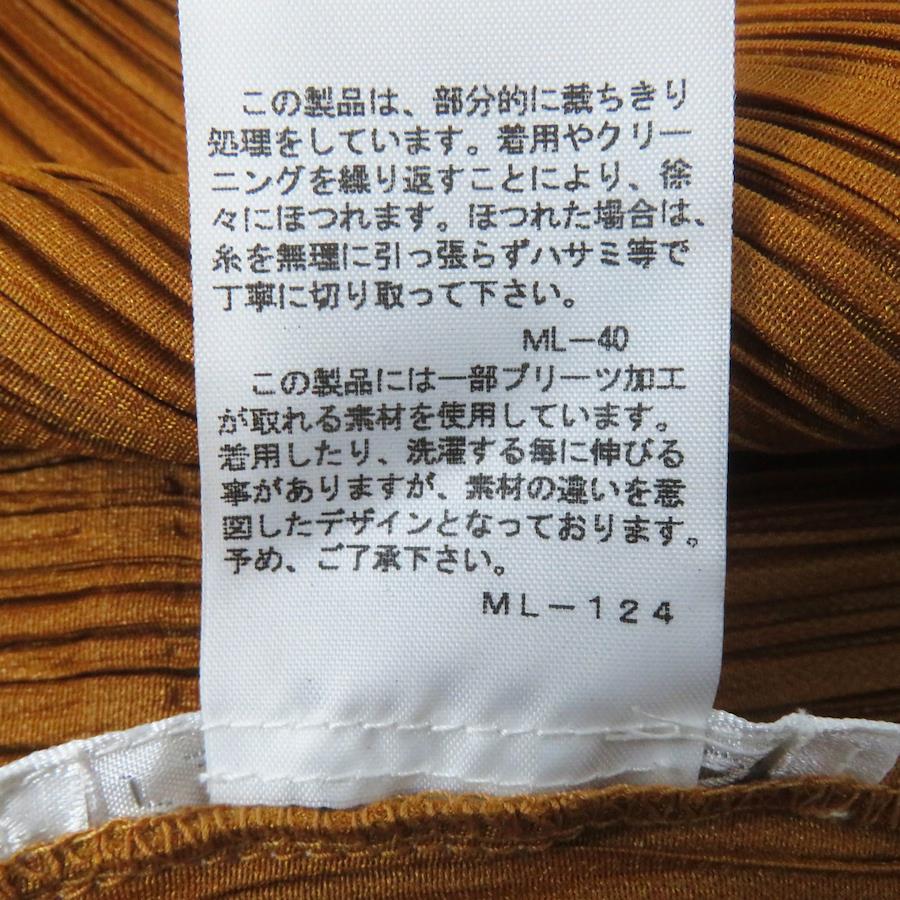 この製品は、部分的に裁ちきり
処理をしています。着用やクリー
ニングを繰り返すことにより、徐
々にほつれます。ほつれた場合は、
糸を無理に引っ張らずハサミ等で
丁寧に切り取って下さい。
ML-40
この製品には一部プリーツ加工
が取れる素材を使用しています。
着用したり、洗濯する毎に伸びる
事がありますが、素材の違いを意
図したデザインとなっております。
予め、ご了承下さい。
ML-124